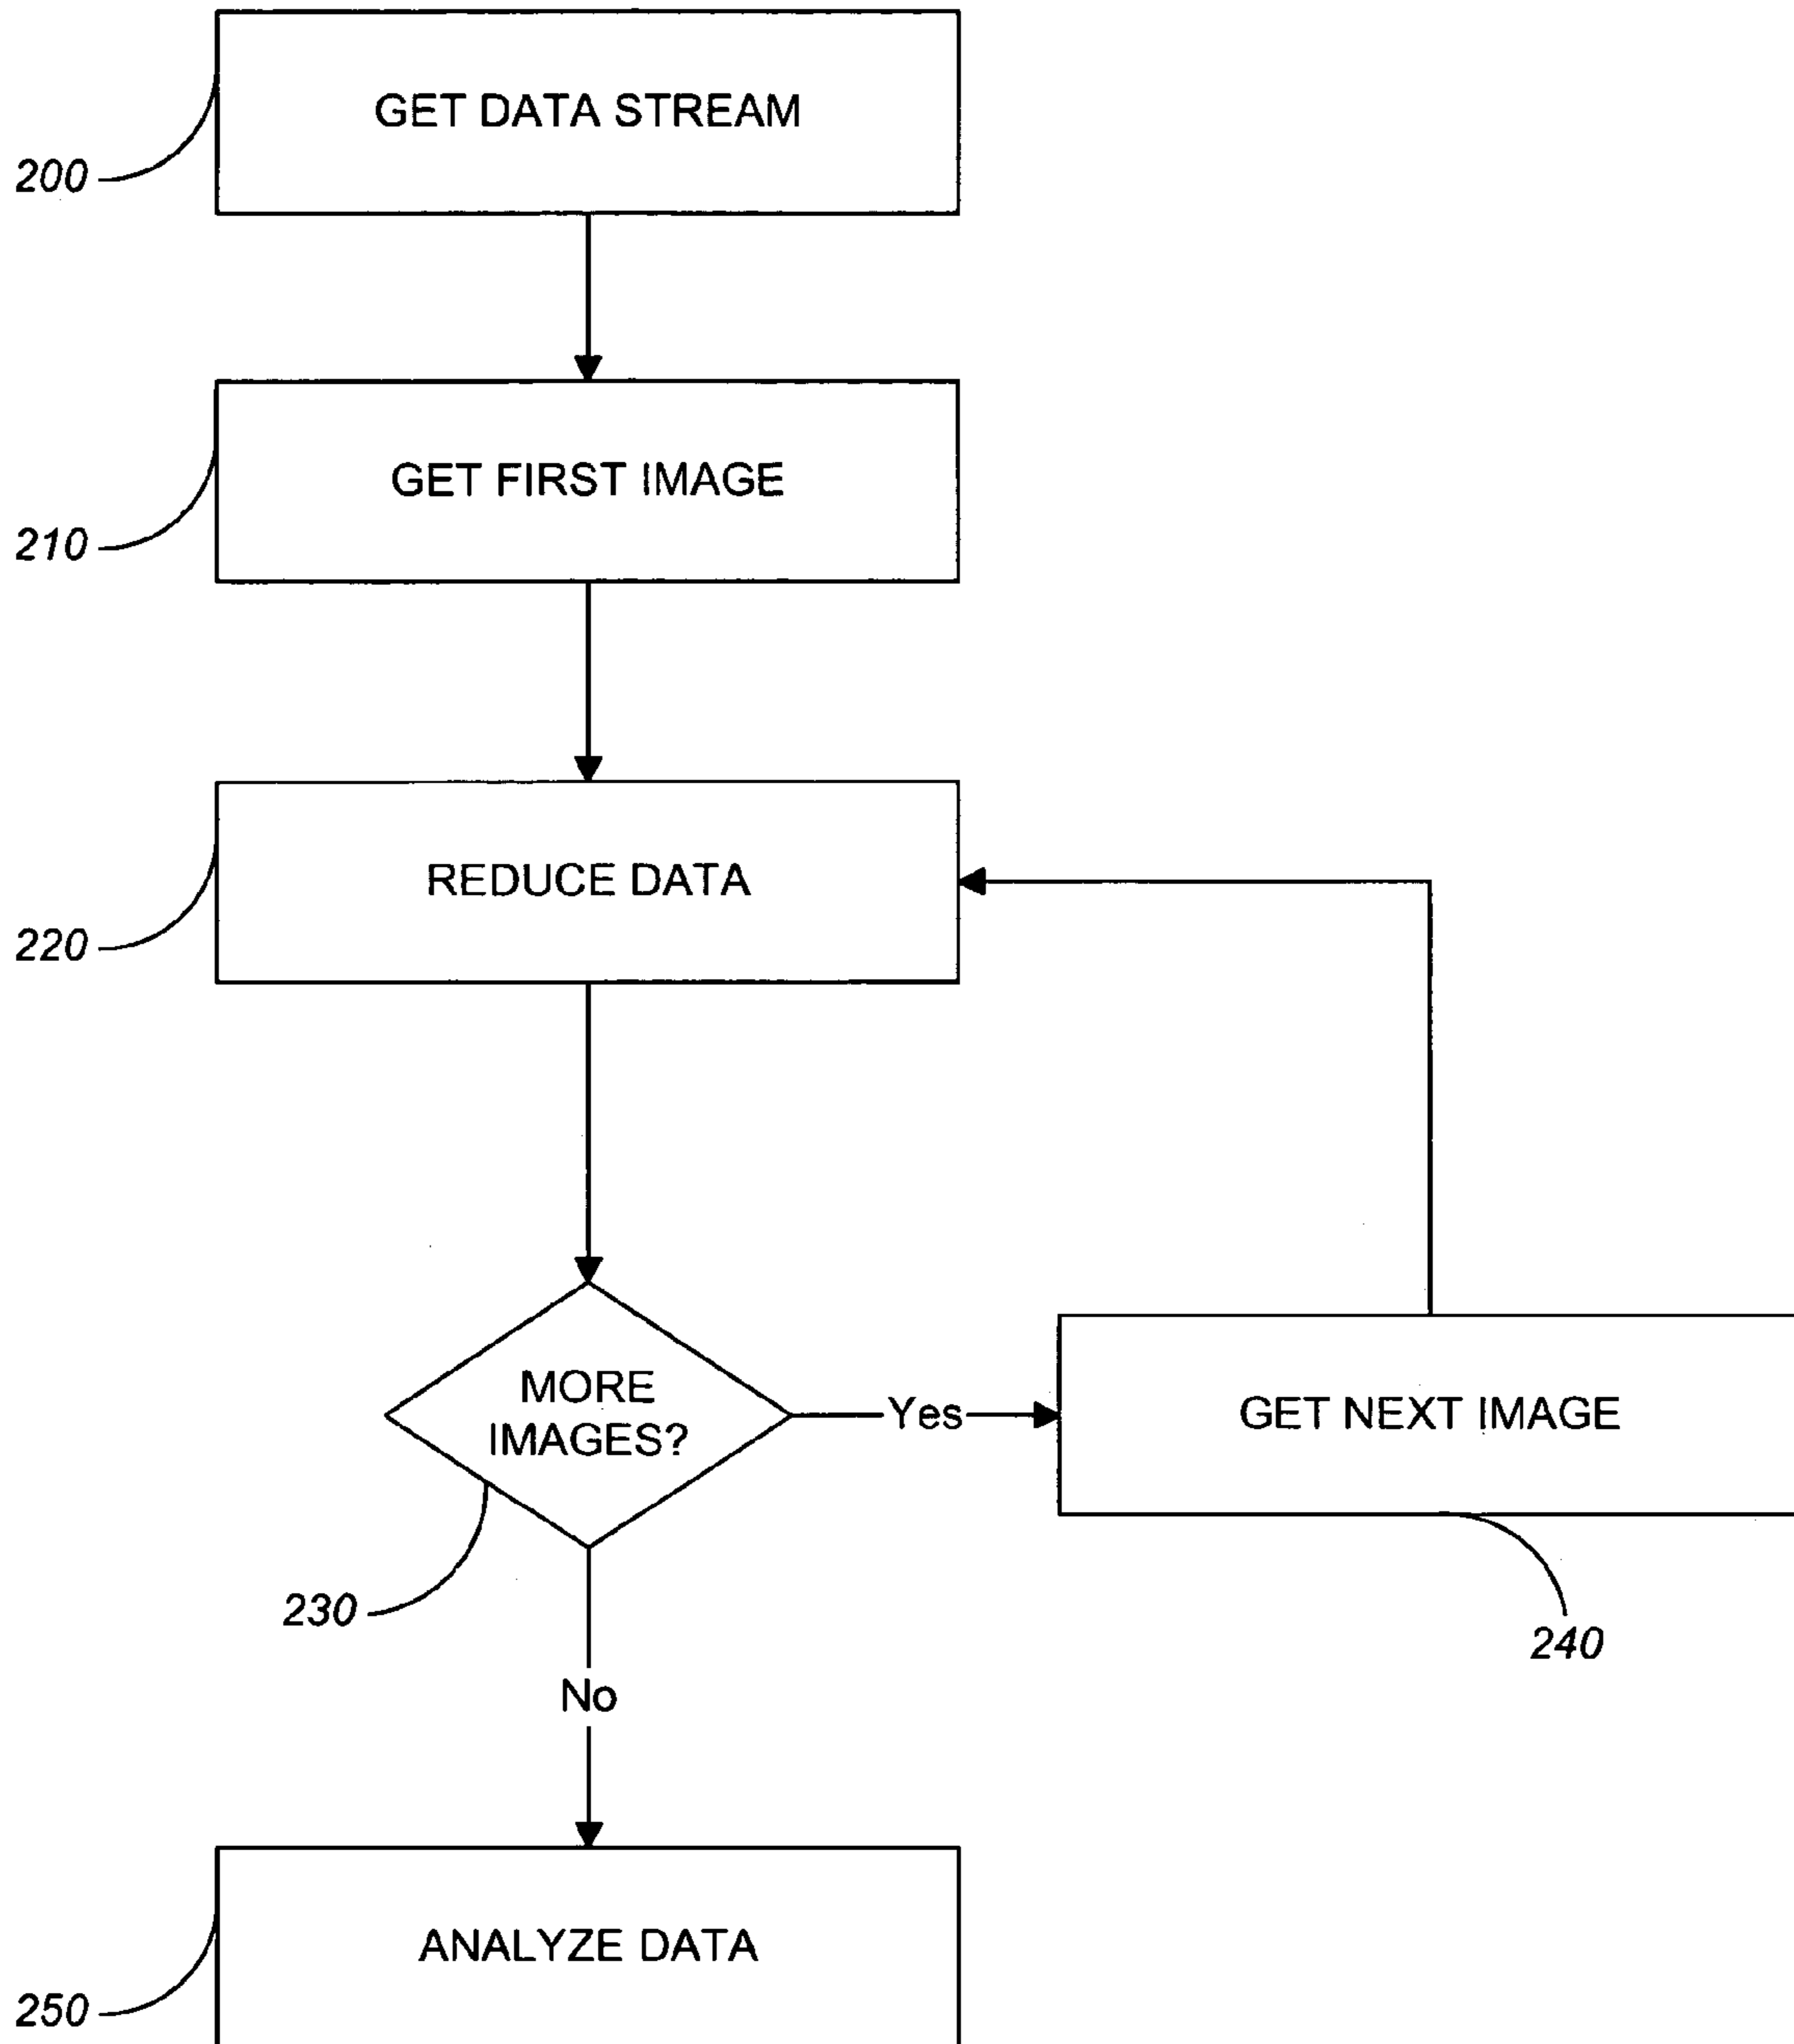 GET DATA STREAM
200
GET FIRST IMAGE
210
REDUCE DATA
220
MORE
IMAGES?
Yes
GET NEXT IMAGE
230
240
No
ANALYZE DATA
250